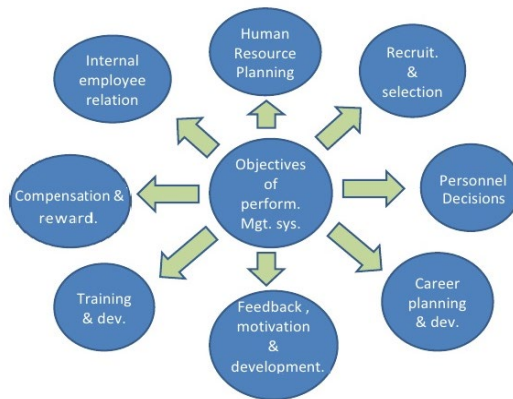 Human
Resource
Planning
Recruit.
&
selection
Personnel
Decisions
Career
planning
& dev.
Feedback ,
motivation
&
development.
Training
& dev.
Compensation &
reward.
Internal
employee
relation
Objectives
of
perform.
Mgt. sys.